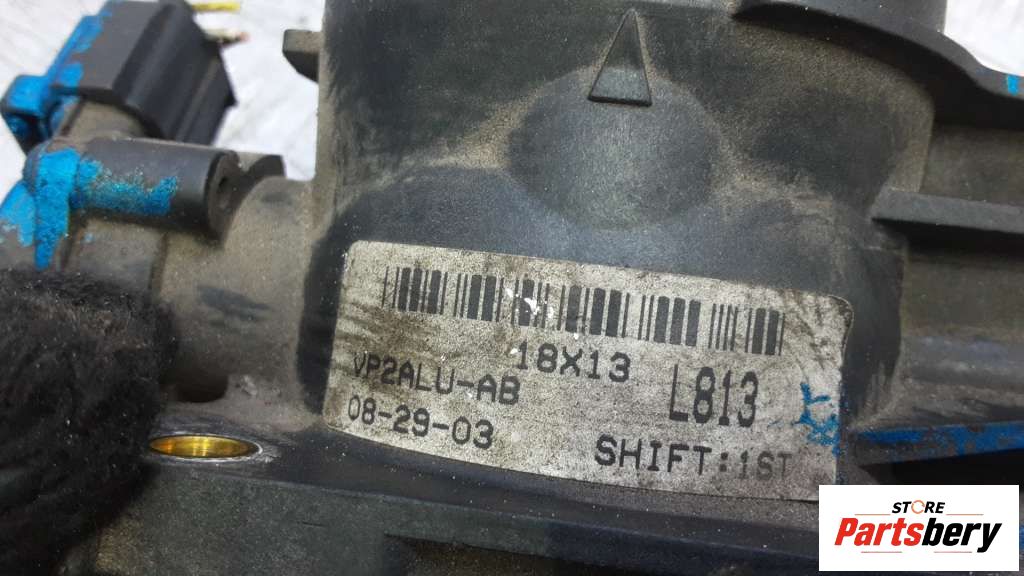 18X13
VP2ALU-AB
L813
08-29-03
SHIFT:1ST
STORE
Partsbery